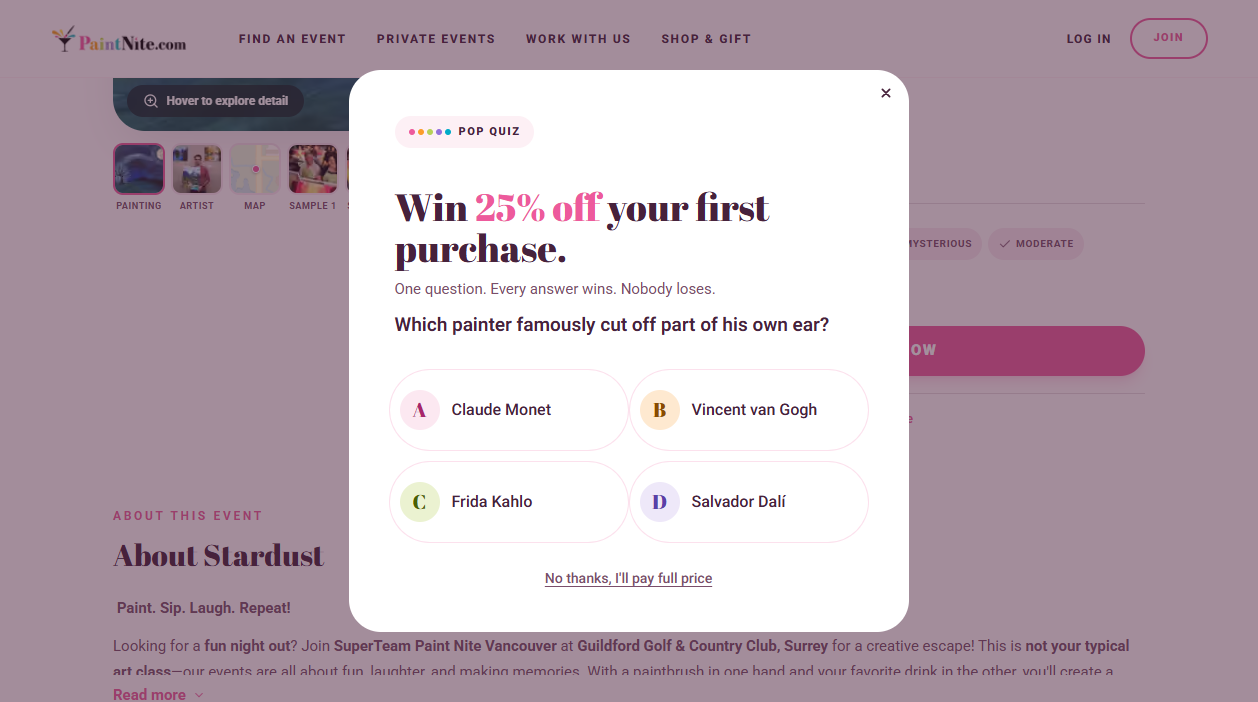 PaintNite.com
FIND AN EVENT
PRIVATE EVENTS
WORK WITH US
SHOP & GIFT
LOG IN
JOIN
Hover to explore detail
PAINTING
ARTIST
MAP
SAMPLE 1
MYSTERIOUS
MODERATE
POP QUIZ
Win 25% off your first
purchase.
One question. Every answer wins. Nobody loses.
Which painter famously cut off part of his own ear?
A Claude Monet
B Vincent van Gogh
C Frida Kahlo
D Salvador Dalí
No thanks, I'll pay full price
ABOUT THIS EVENT
About Stardust
Paint. Sip. Laugh. Repeat!
Looking for a fun night out? Join SuperTeam Paint Nite Vancouver at Guildford Golf & Country Club, Surrey for a creative escape! This is not your typical
art class—our events are all about fun, laughter, and making memories. With a paintbrush in one hand and your favorite drink in the other, you'll create a
Read more